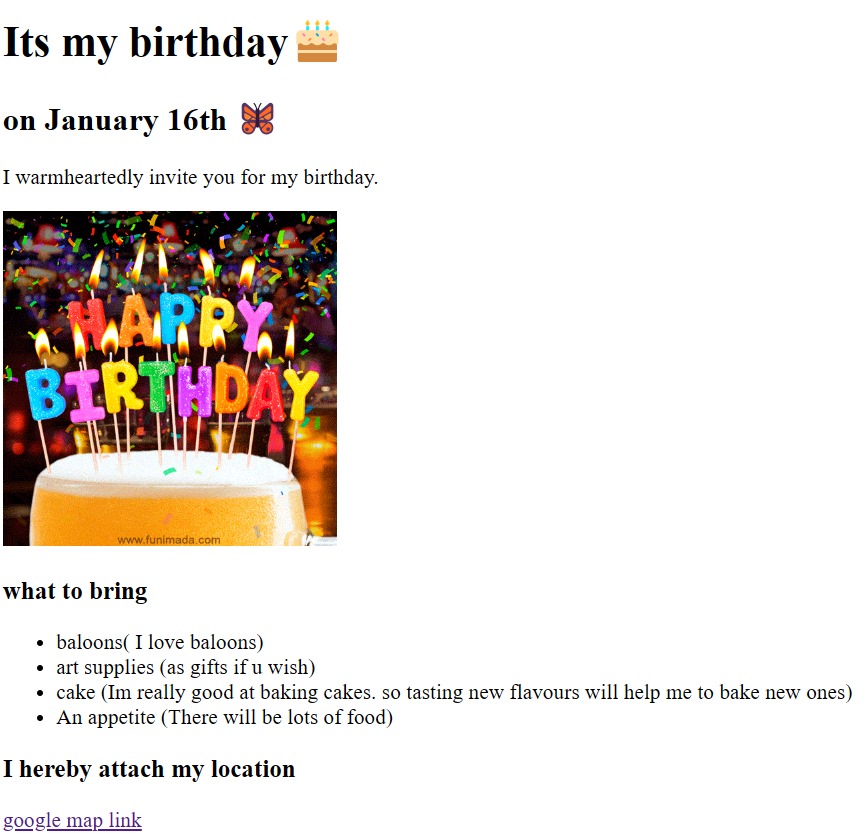 Its my birthday🎂
on January 16th 🦋
I warmheartedly invite you for my birthday.
HAPPY
BIRTHDAY
www.funimada.com
what to bring
• baloons( I love baloons)
• art supplies (as gifts if u wish)
• cake (Im really good at baking cakes. so tasting new flavours will help me to bake new ones)
• An appetite (There will be lots of food)
I hereby attach my location
google map link